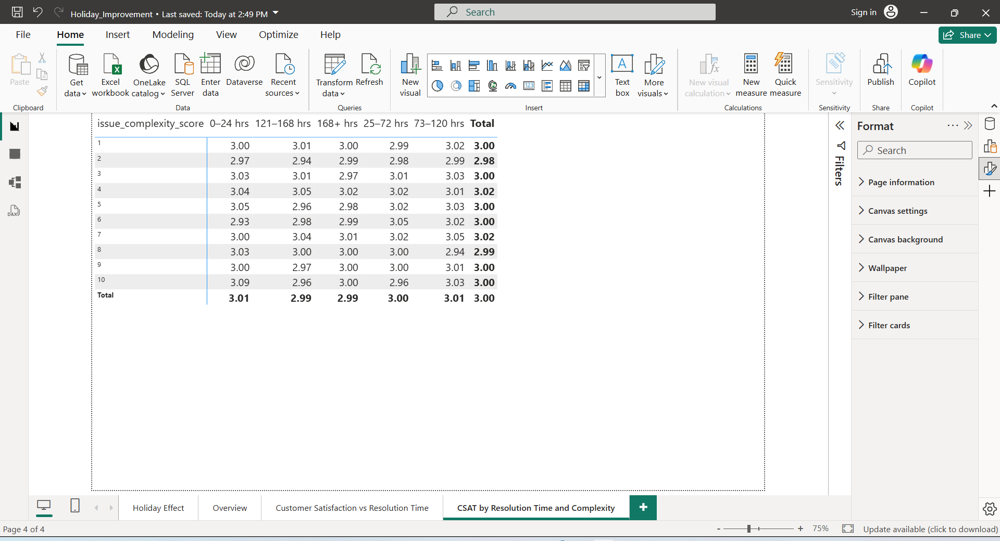 Holiday_Improvement • Last saved: Today at 2:49 PM
Search
Sign in
File Home Insert Modeling View Optimize Help
Share
Paste
Get data
Excel workbook
OneLake catalog
SQL Server
Enter data
Dataverse
Recent sources
Transform data
Refresh
New visual
123
A
Text box
More visuals
fx
New visual calculation
New measure
Quick measure
Sensitivity
Publish
Copilot
Clipboard Data Queries Insert Calculations Sensitivity Share Copilot
DAX
issue_complexity_score 0–24 hrs 121–168 hrs 168+ hrs 25–72 hrs 73–120 hrs Total
1 3.00 3.01 3.00 2.99 3.02 3.00
2 2.97 2.94 2.99 2.98 2.99 2.98
3 3.03 3.01 2.97 3.01 3.03 3.00
4 3.04 3.05 3.02 3.02 3.01 3.02
5 3.05 2.96 2.98 3.02 3.03 3.00
6 2.93 2.98 2.99 3.05 3.02 3.00
7 3.00 3.04 3.01 3.02 3.05 3.02
8 3.03 3.00 3.00 3.00 2.94 2.99
9 3.00 2.97 3.00 3.00 3.01 3.00
10 3.09 2.96 3.00 2.96 3.03 3.00
Total 3.01 2.99 2.99 3.00 3.01 3.00
Filters
Format
Search
Page information
Canvas settings
Canvas background
Wallpaper
Filter pane
Filter cards
Holiday Effect Overview Customer Satisfaction vs Resolution Time CSAT by Resolution Time and Complexity
Page 4 of 4
- + 75% Update available (click to download)